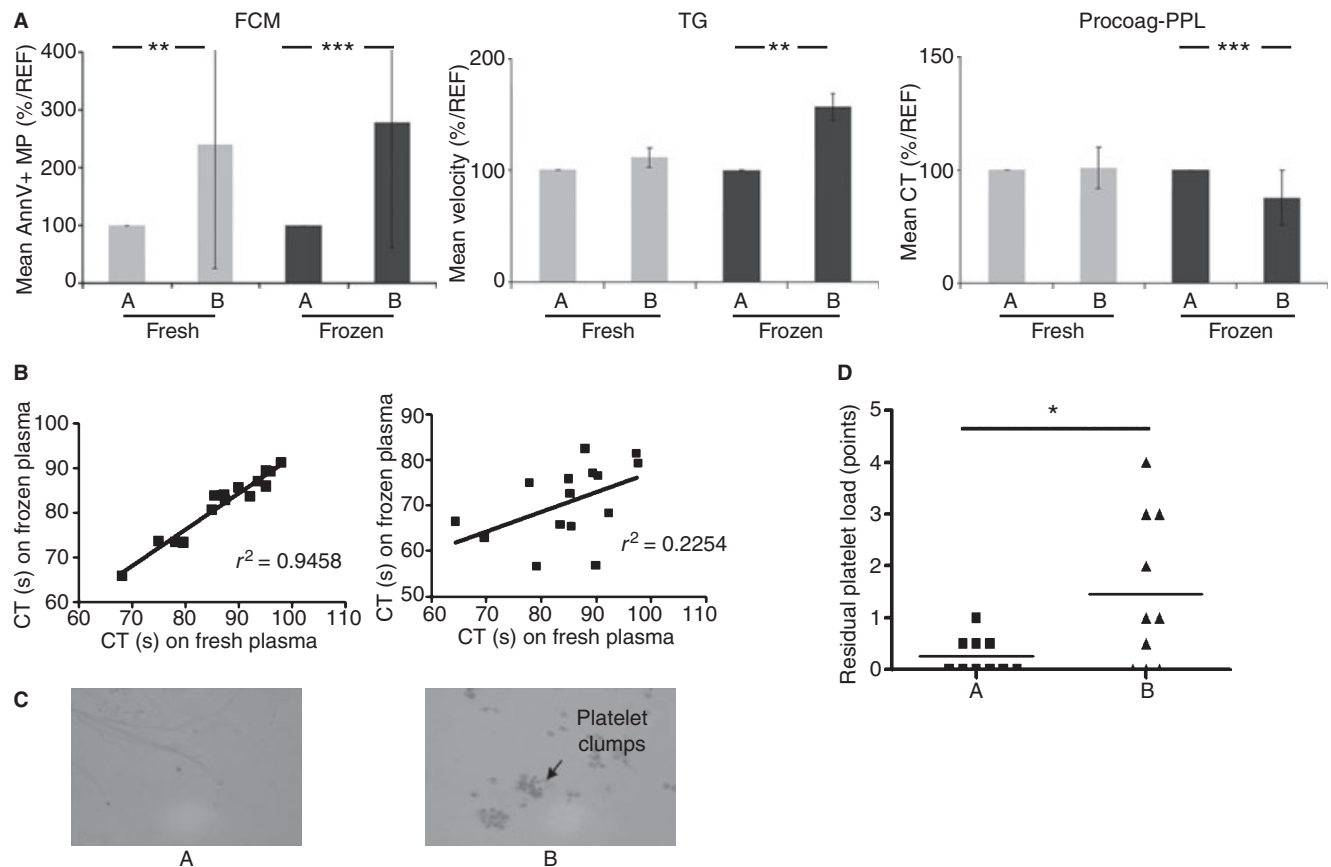 A
FCM
Mean AnnV+ MP (%/REF)
400
300
200
100
0
**
***
A
B
A
B
Fresh
Frozen
TG
Mean velocity (%/REF)
200
100
0
**
A
B
A
B
Fresh
Frozen
Procoag-PPL
Mean CT (%/REF)
150
100
50
0
***
A
B
A
B
Fresh
Frozen
B
CT (s) on frozen plasma
100
90
80
70
60
r² = 0.9458
60 70 80 90 100 110
CT (s) on fresh plasma
CT (s) on frozen plasma
90
80
70
60
50
r² = 0.2254
60 70 80 90 100 110
CT (s) on fresh plasma
C
A
Platelet
clumps
B
D
Residual platelet load (points)
5
4
3
2
1
0
*
A
B